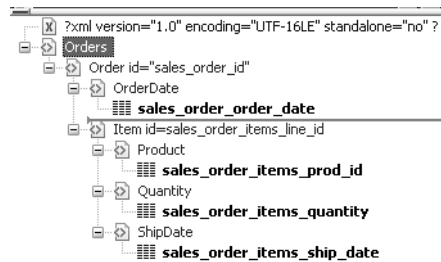 ?xml version="1.0" encoding="UTF-16LE" standalone="no" ?
Orders
Order id="sales_order_id"
OrderDate
sales_order_order_date
Item id=sales_order_items_line_id
Product
sales_order_items_prod_id
Quantity
sales_order_items_quantity
ShipDate
sales_order_items_ship_date